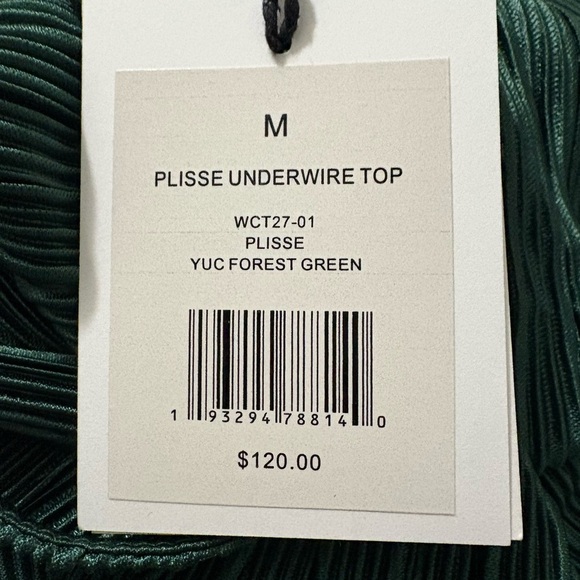 M
PLISSE UNDERWIRE TOP
WCT27-01
PLISSE
YUC FOREST GREEN
1 93294 78814 0
$120.00